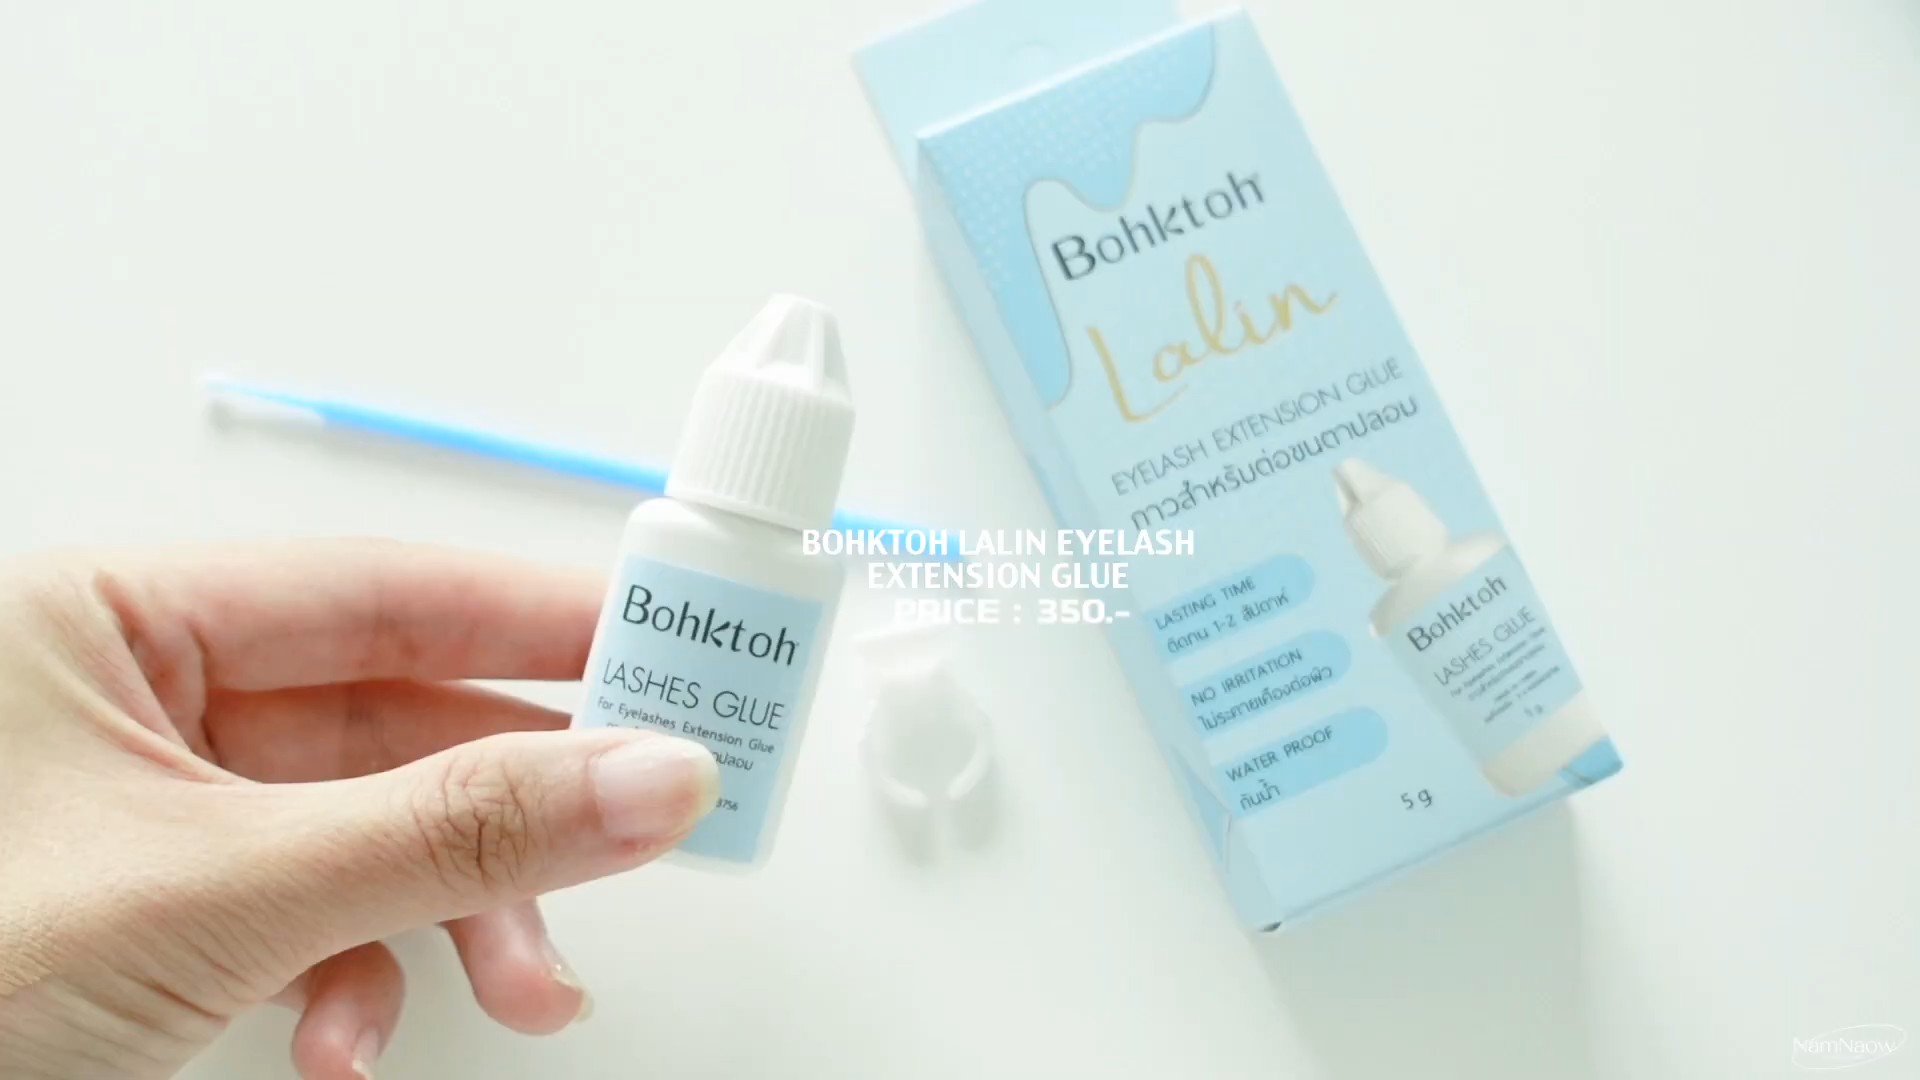 Bohktoh
Lalin
EYELASH EXTENSION GLUE
กาวสำหรับต่อขนตาปลอม
BOHKTOH LALIN EYELASH
EXTENSION GLUE
PRICE : 350.-
LASTING TIME
ติดทน 1-2 สัปดาห์
NO IRRITATION
ไม่ระคายเคืองต่อผิว
WATER PROOF
กันน้ำ
5 g
Bohktoh
LASHES GLUE
For Eyelashes Extension Glue
3756
Bohktoh
LASHES GLUE
5 g
NamNaow